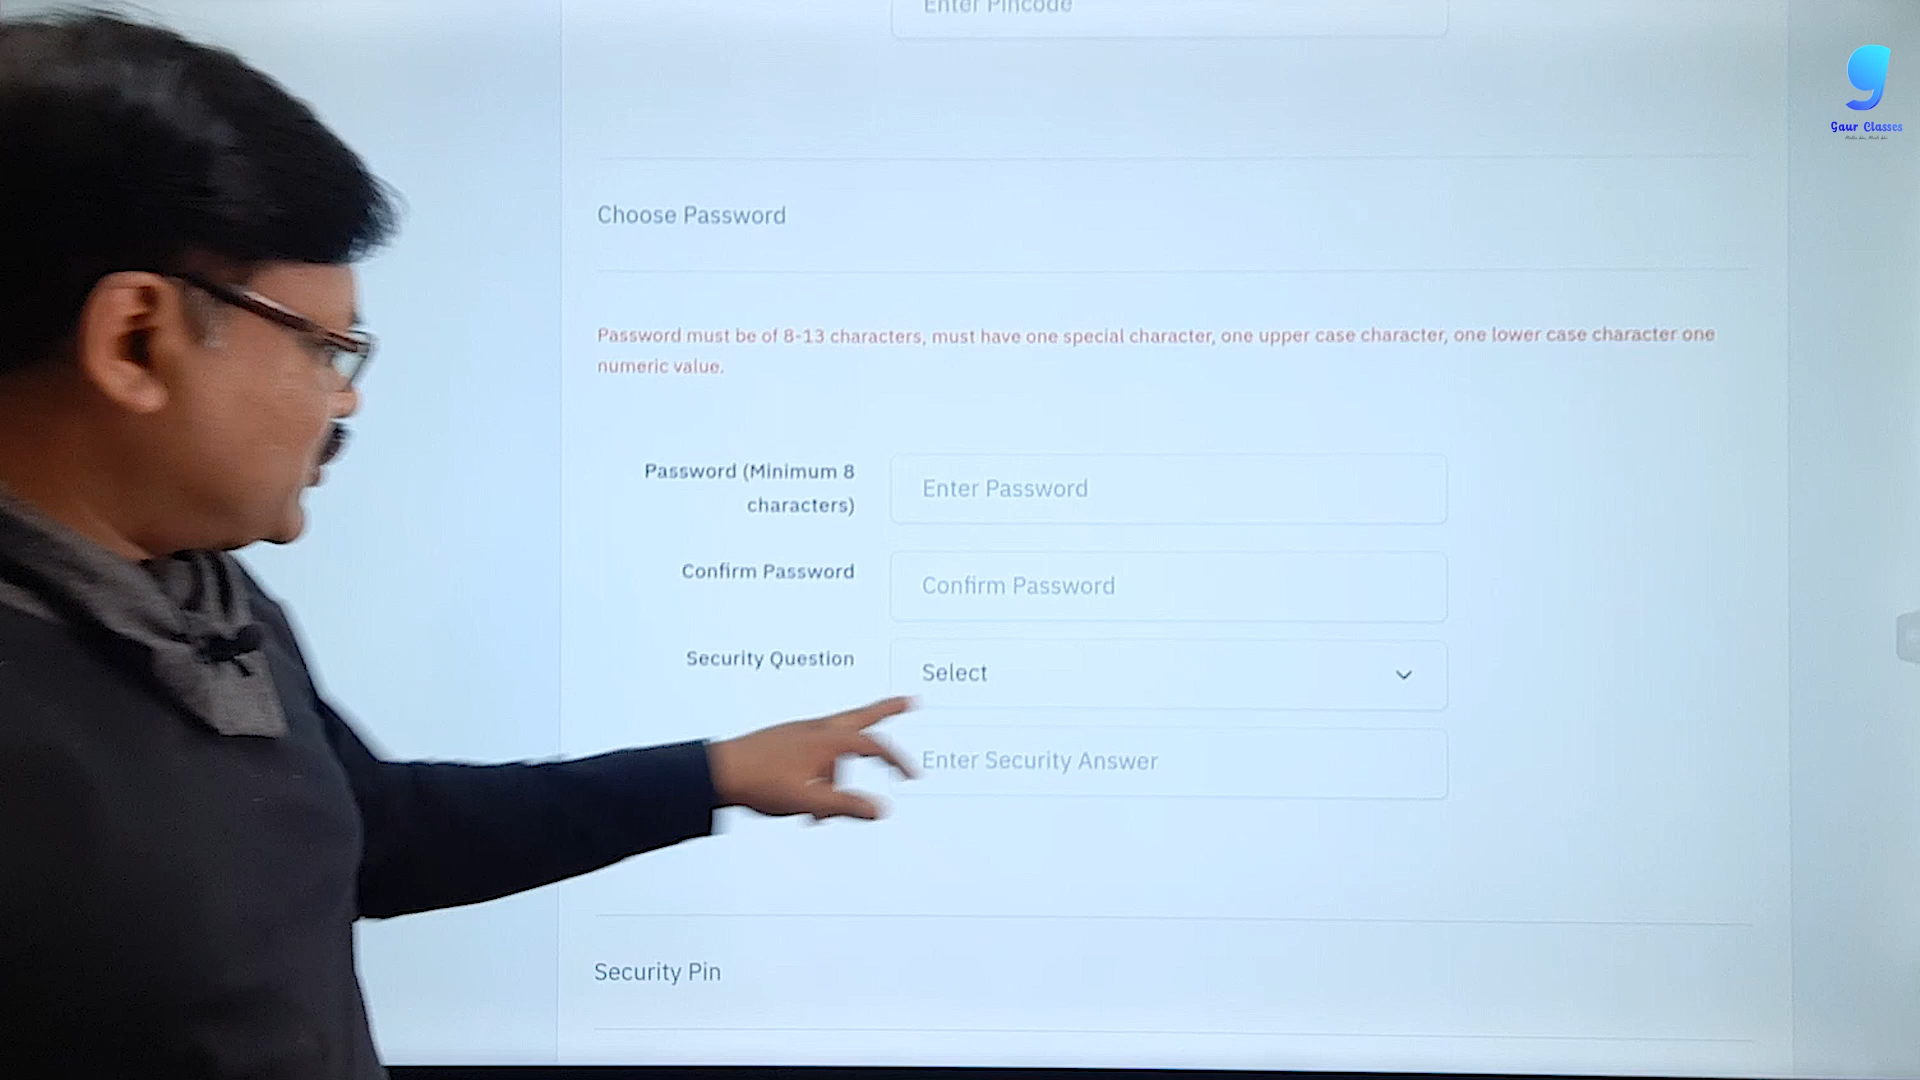 Enter Pincode
Gaur Classes
Choose Password
Password must be of 8-13 characters, must have one special character, one upper case character, one lower case character one
numeric value.
Password (Minimum 8
characters)
Enter Password
Confirm Password
Confirm Password
Security Question
Select
Enter Security Answer
Security Pin